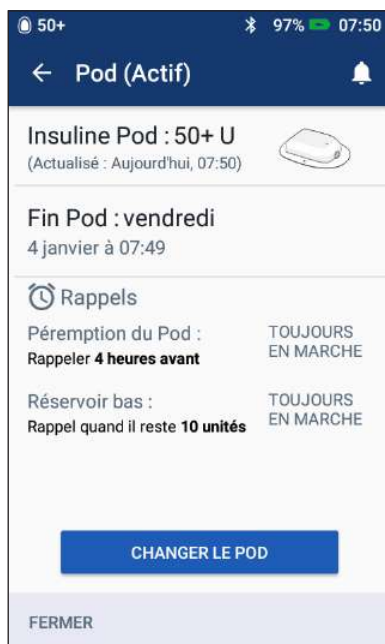 50+ 97% 07:50
← Pod (Actif)
Insuline Pod : 50+ U
(Actualisé : Aujourd'hui, 07:50)
Fin Pod : vendredi
4 janvier à 07:49
Rappels
Péremption du Pod : TOUJOURS
Rappeler 4 heures avant EN MARCHE
Réservoir bas : TOUJOURS
Rappel quand il reste 10 unités EN MARCHE
CHANGER LE POD
FERMER